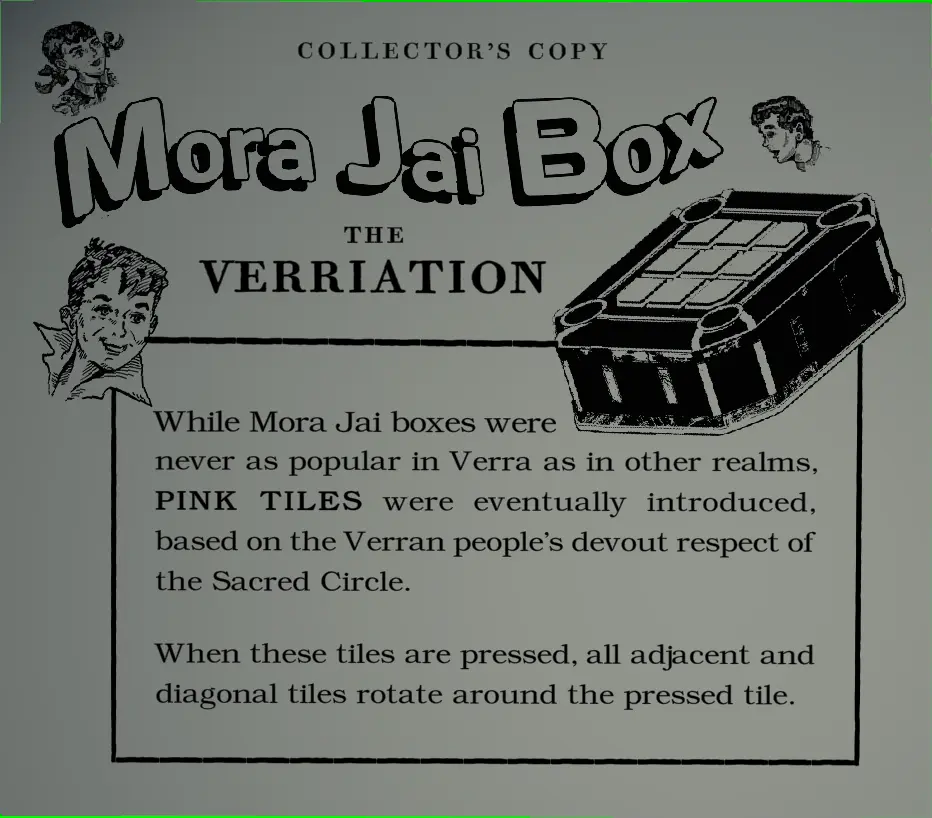 COLLECTOR'S COPY
Mora Jai Box
THE
VERRIATION
While Mora Jai boxes were
never as popular in Verra as in other realms,
PINK TILES were eventually introduced,
based on the Verran people's devout respect of
the Sacred Circle.
When these tiles are pressed, all adjacent and
diagonal tiles rotate around the pressed tile.